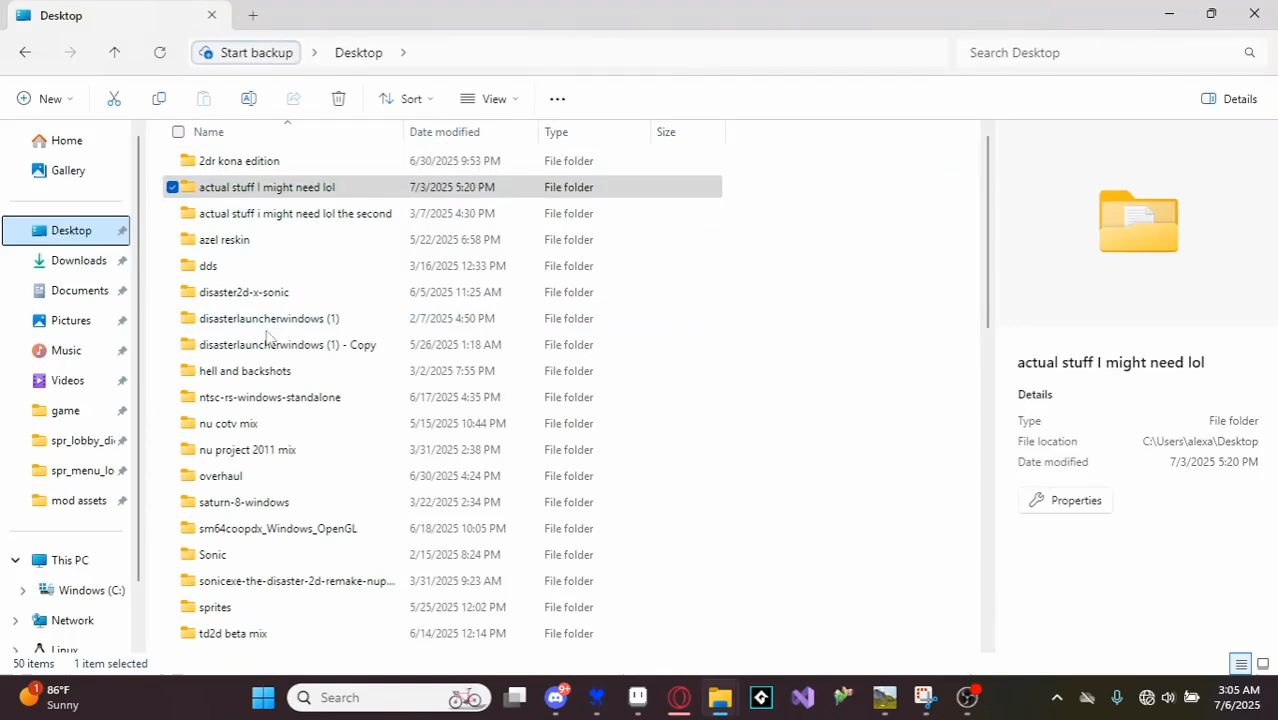 Desktop
Start backup > Desktop >
Search Desktop
New
Sort
View
Details
Home
Gallery
Desktop
Downloads
Documents
Pictures
Music
Videos
game
spr_lobby_di
spr_menu_lo
mod assets
This PC
Windows (C:)
Network
Linux
Name Date modified Type Size
2dr kona edition 6/30/2025 9:53 PM File folder
actual stuff I might need lol 7/3/2025 5:20 PM File folder
actual stuff i might need lol the second 3/7/2025 4:30 PM File folder
azel reskin 5/22/2025 6:58 PM File folder
dds 3/16/2025 12:33 PM File folder
disaster2d-x-sonic 6/5/2025 11:25 AM File folder
disasterlauncherwindows (1) 2/7/2025 4:50 PM File folder
disasterlauncherwindows (1) - Copy 5/26/2025 1:18 AM File folder
hell and backshots 3/2/2025 7:55 PM File folder
ntsc-rs-windows-standalone 6/17/2025 4:35 PM File folder
nu cotv mix 5/15/2025 10:44 PM File folder
nu project 2011 mix 3/31/2025 2:38 PM File folder
overhaul 6/30/2025 4:24 PM File folder
saturn-8-windows 3/22/2025 2:34 PM File folder
sm64coopdx_Windows_OpenGL 6/18/2025 10:05 PM File folder
Sonic 2/15/2025 8:24 PM File folder
sonicexe-the-disaster-2d-remake-nup... 3/31/2025 9:23 AM File folder
sprites 5/25/2025 12:02 PM File folder
td2d beta mix 6/14/2025 12:14 PM File folder
actual stuff I might need lol
Details
Type File folder
File location C:\Users\alexa\Desktop
Date modified 7/3/2025 5:20 PM
Properties
50 items 1 item selected
1
86°F
Sunny
Search
9+
3:05 AM
7/6/2025